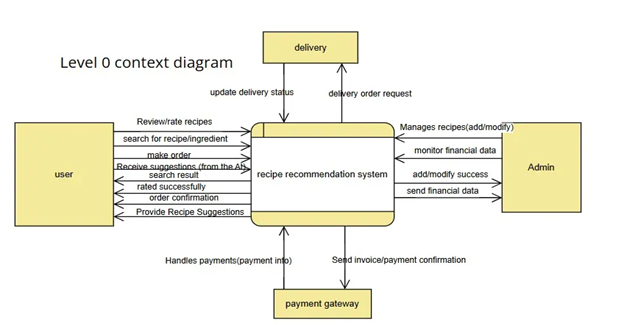 Level 0 context diagram
delivery
update delivery status
delivery order request
user
Review/rate recipes
search for recipe/ingredient
make order
Receive suggestions (from the AI)
search result
rated successfully
order confirmation
Provide Recipe Suggestions
recipe recommendation system
Manages recipes(add/modify)
monitor financial data
add/modify success
send financial data
Admin
Handles payments(payment info)
Send invoice/payment confirmation
payment gateway